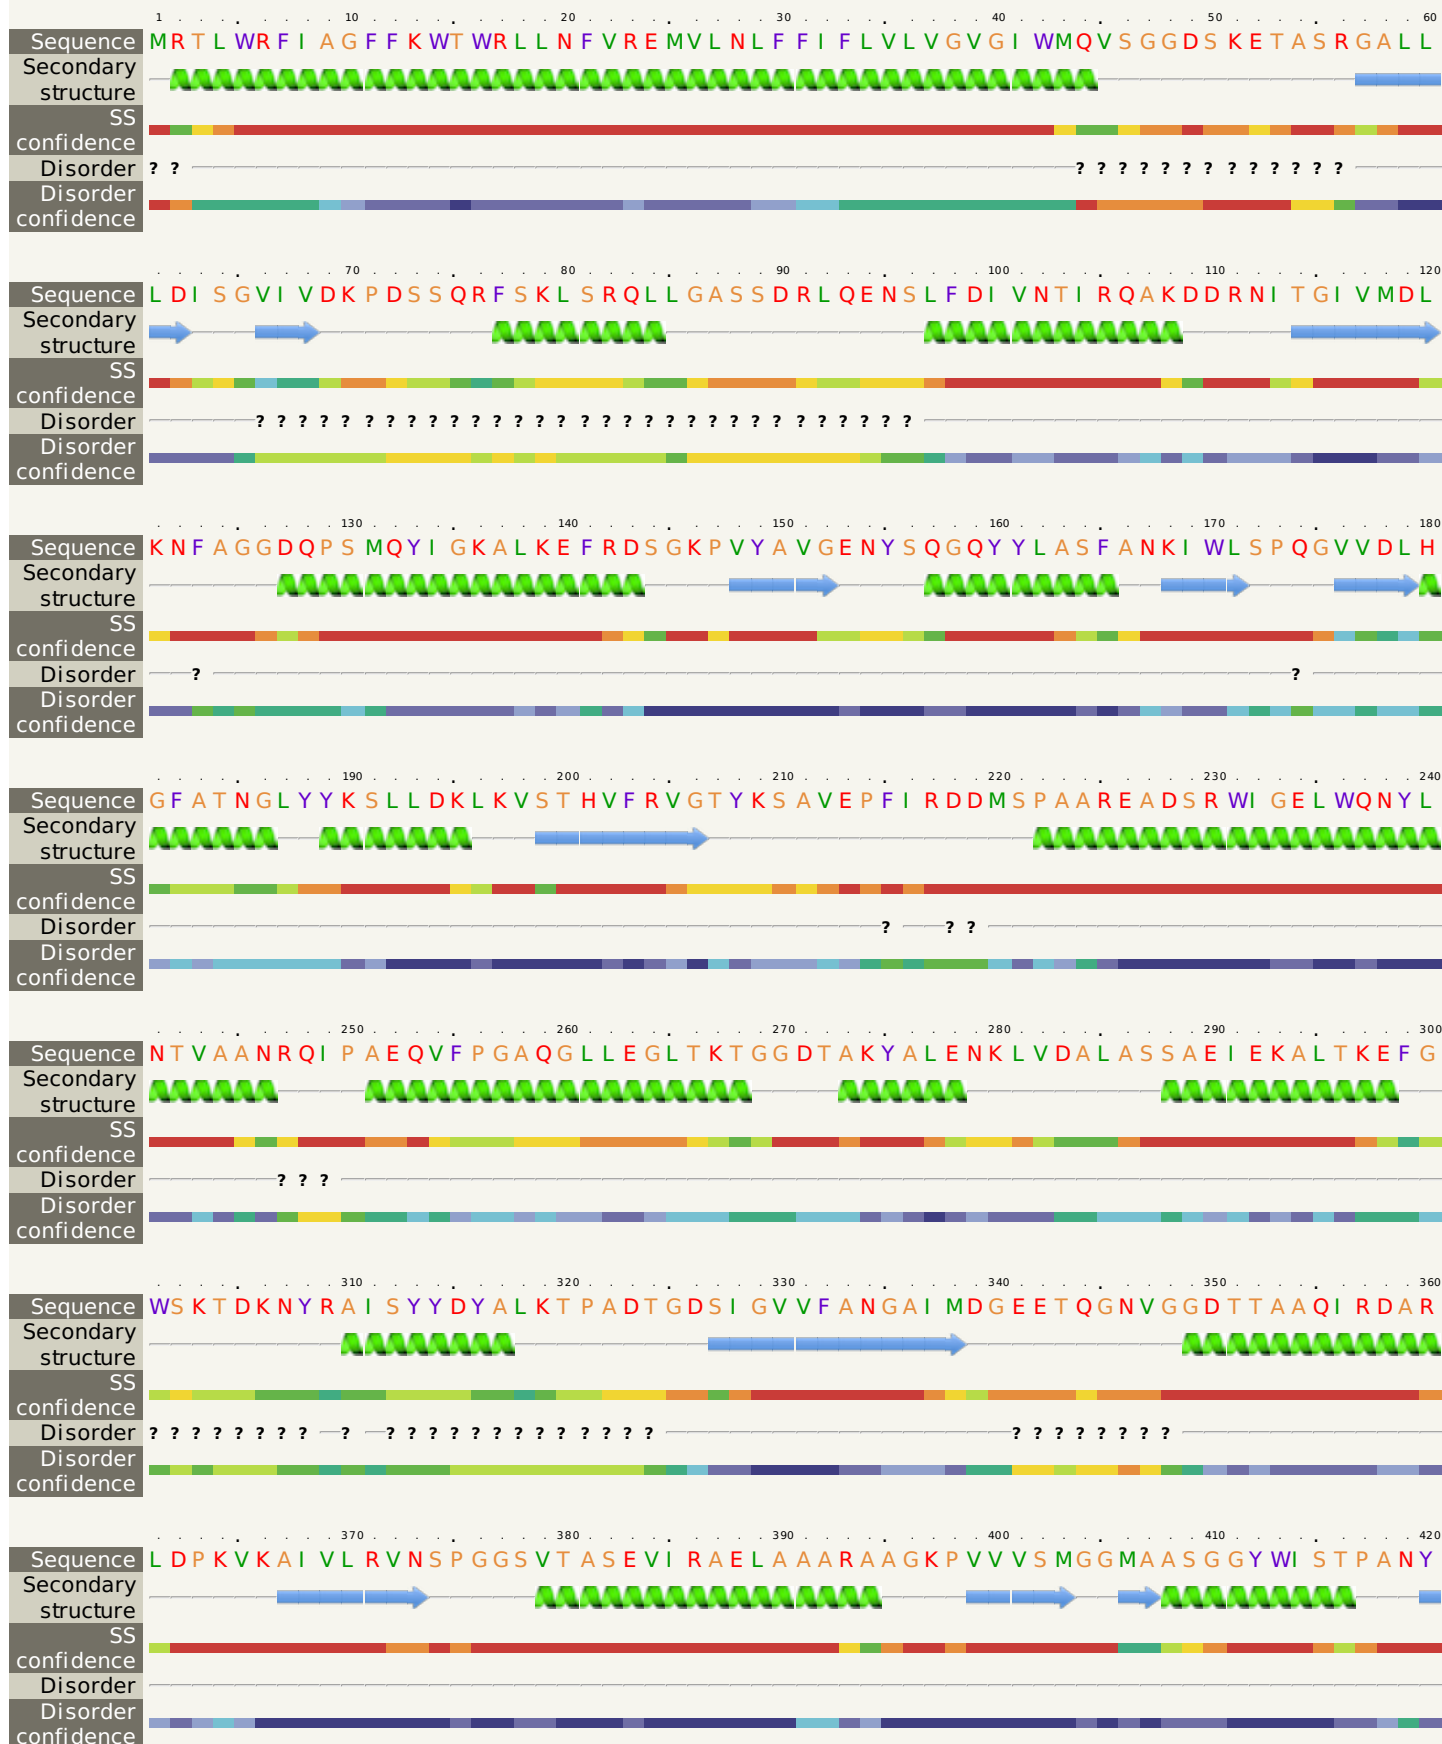 1 10 20 30 40 50 60
Sequence MRTLWRFIAGFFKWTWRLLNFVREMVLNLFFIFLVLVGVGIWMQVSGGDSKETASRGALL
Secondary
structure
SS
confidence
Disorder ? ? ? ? ? ? ? ? ? ? ? ? ? ? ?
Disorder
confidence
70 80 90 100 110 120
Sequence LDISGVIVDKPDSSQRFSKLSRQLLGASSDRLQENSLFDIVNTIRQAKDDRNITGIVMDL
Secondary
structure
SS
confidence
Disorder ? ? ? ? ? ? ? ? ? ? ? ? ? ? ? ? ? ? ? ? ? ? ? ? ? ? ? ? ? ? ?
Disorder
confidence
130 140 150 160 170 180
Sequence KNFAGGDQPSMQYIGKALKEFRDSGKPVYAVGENYSQGQYYLASFANKIWLSPQGVVDLH
Secondary
structure
SS
confidence
Disorder ? ?
Disorder
confidence
190 200 210 220 230 240
Sequence GFATNGLYYKSLLDKLKVSTHVFRVGTYKSAVEPFIRDDMSPAAREADSRWIGELWQNYL
Secondary
structure
SS
confidence
Disorder ? ? ?
Disorder
confidence
250 260 270 280 290 300
Sequence NTVAANRQIPAEQVFPGAQGLLEGLTKTGGDTAKYALENKLVDALASSAEIEKALTKEFG
Secondary
structure
SS
confidence
Disorder ? ? ?
Disorder
confidence
310 320 330 340 350 360
Sequence WSKTDKNYRAISYYDYALKTPADTGDSIGVVFANGAIMDGEETQGNVGGDTTAAQIRDAR
Secondary
structure
SS
confidence
Disorder ? ? ? ? ? ? ? ? ? ? ? ? ? ? ? ? ? ? ? ? ? ? ? ? ? ? ? ? ? ?
Disorder
confidence
370 380 390 400 410 420
Sequence LDPKVKAIVLRVNSPGGSVTASEVIRAELAAARAAGKPVVVSMGGMAASGGYWISTPANY
Secondary
structure
SS
confidence
Disorder
Disorder
confidence